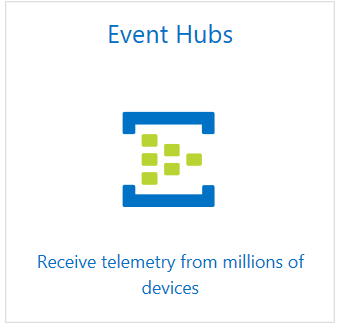 Event Hubs
Receive telemetry from millions of
devices